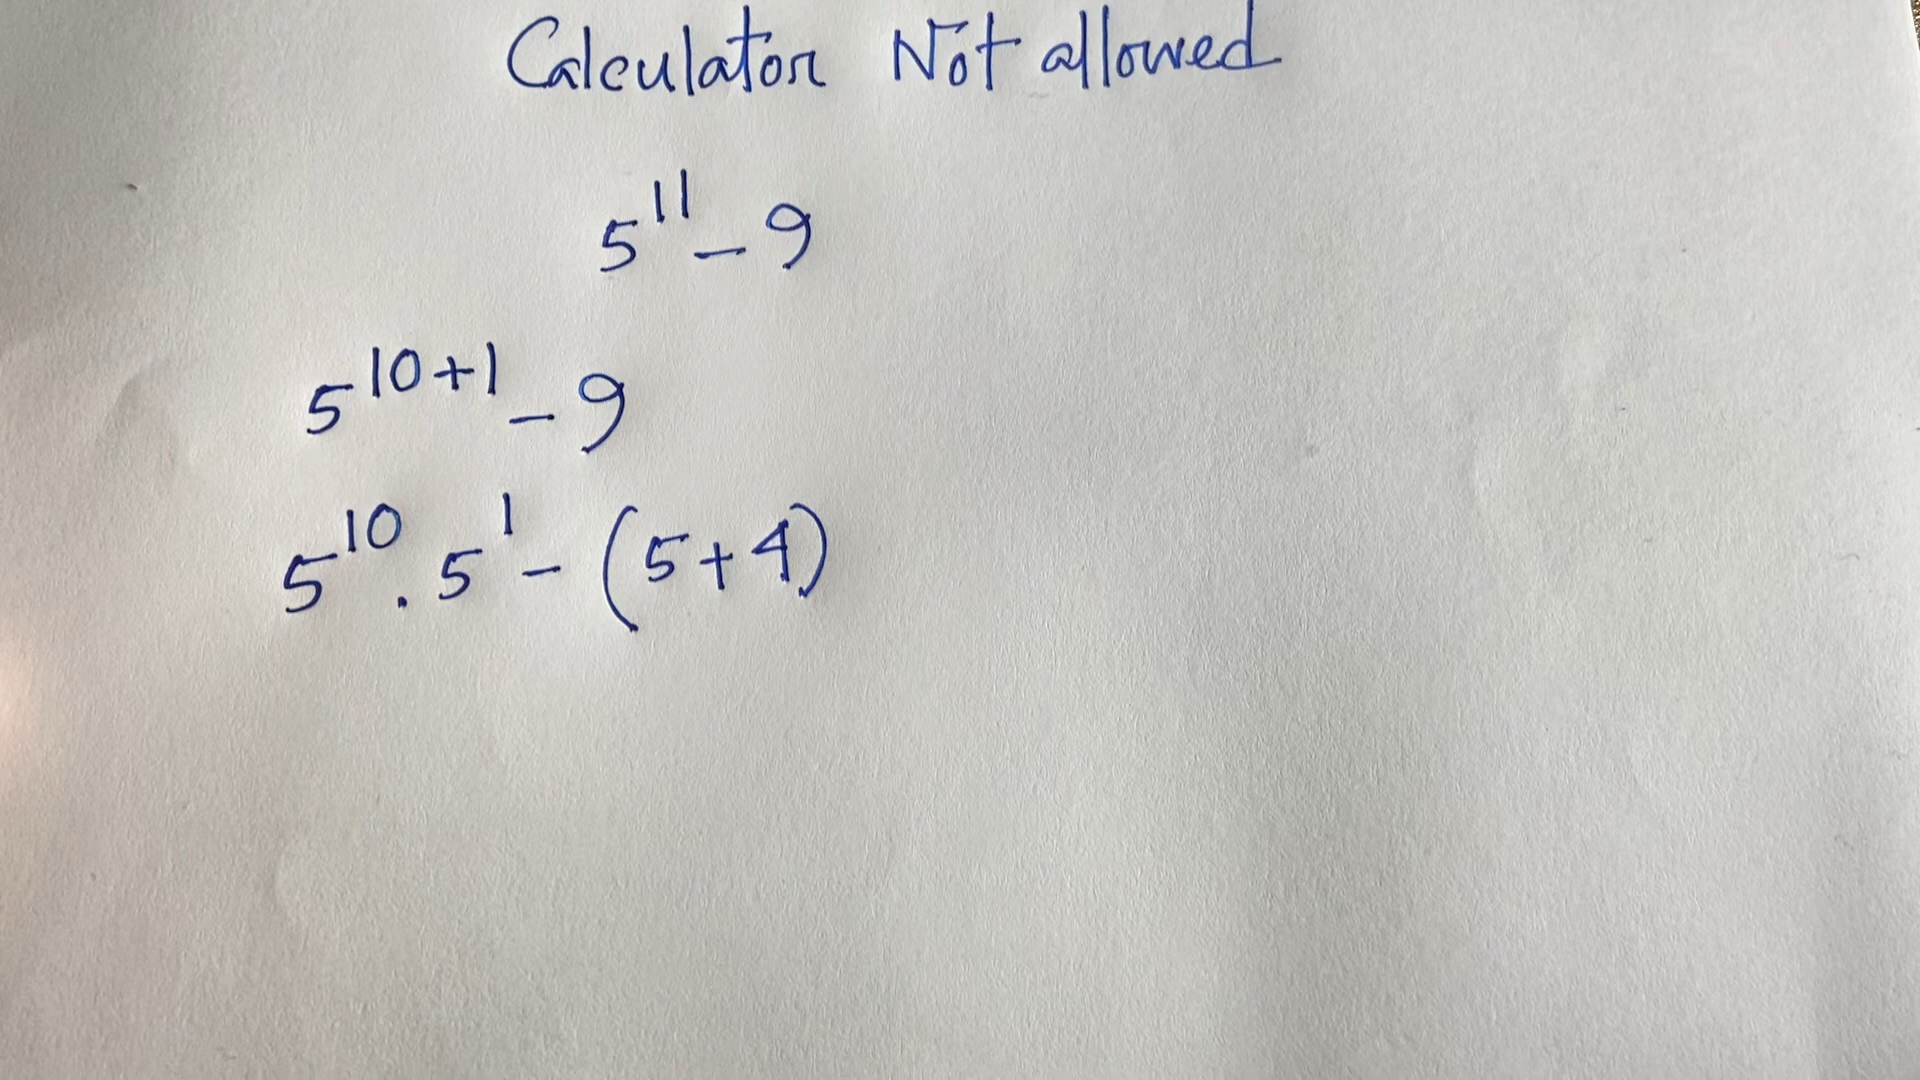 Calculator Not allowed
5^11 - 9
5^10+1 - 9
5^10 . 5^1 - (5+4)